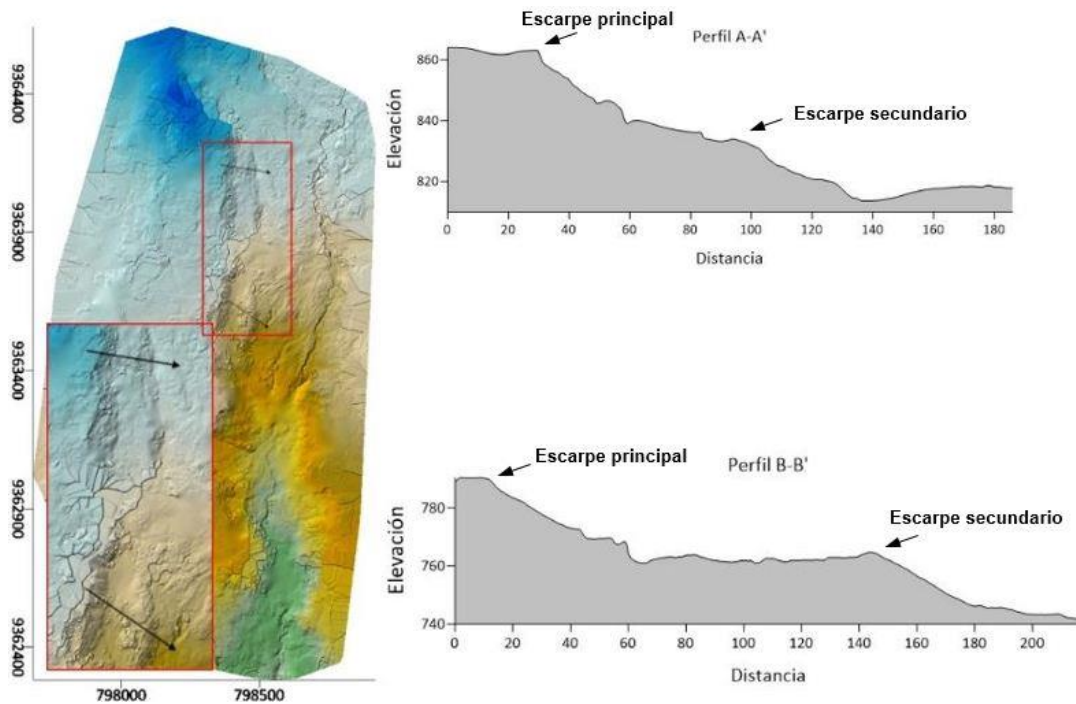 9364400
9363900
9363400
9362900
9362400
798000
798500
Escarpe principal
Perfil A-A'
Escarpe secundario
Elevación
860
840
820
0 20 40 60 80 100 120 140 160 180
Distancia
Escarpe principal
Perfil B-B'
Escarpe secundario
Elevación
780
760
740
0 20 40 60 80 100 120 140 160 180 200
Distancia